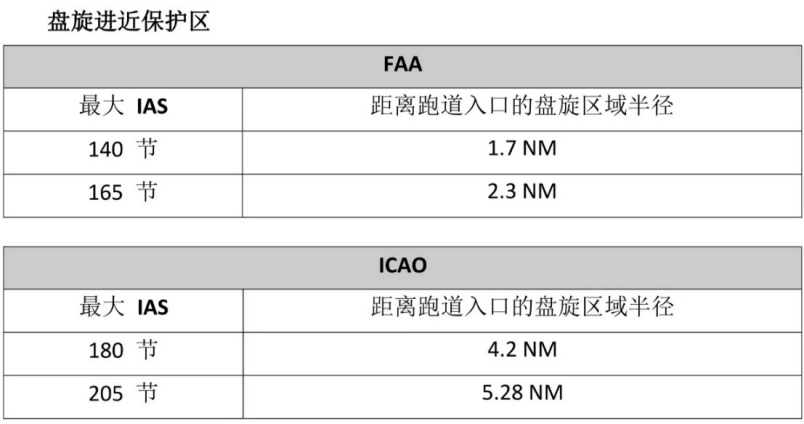 盘旋进近保护区
FAA
最大 IAS 距离跑道入口的盘旋区域半径
140 节 1.7 NM
165 节 2.3 NM
ICAO
最大 IAS 距离跑道入口的盘旋区域半径
180 节 4.2 NM
205 节 5.28 NM